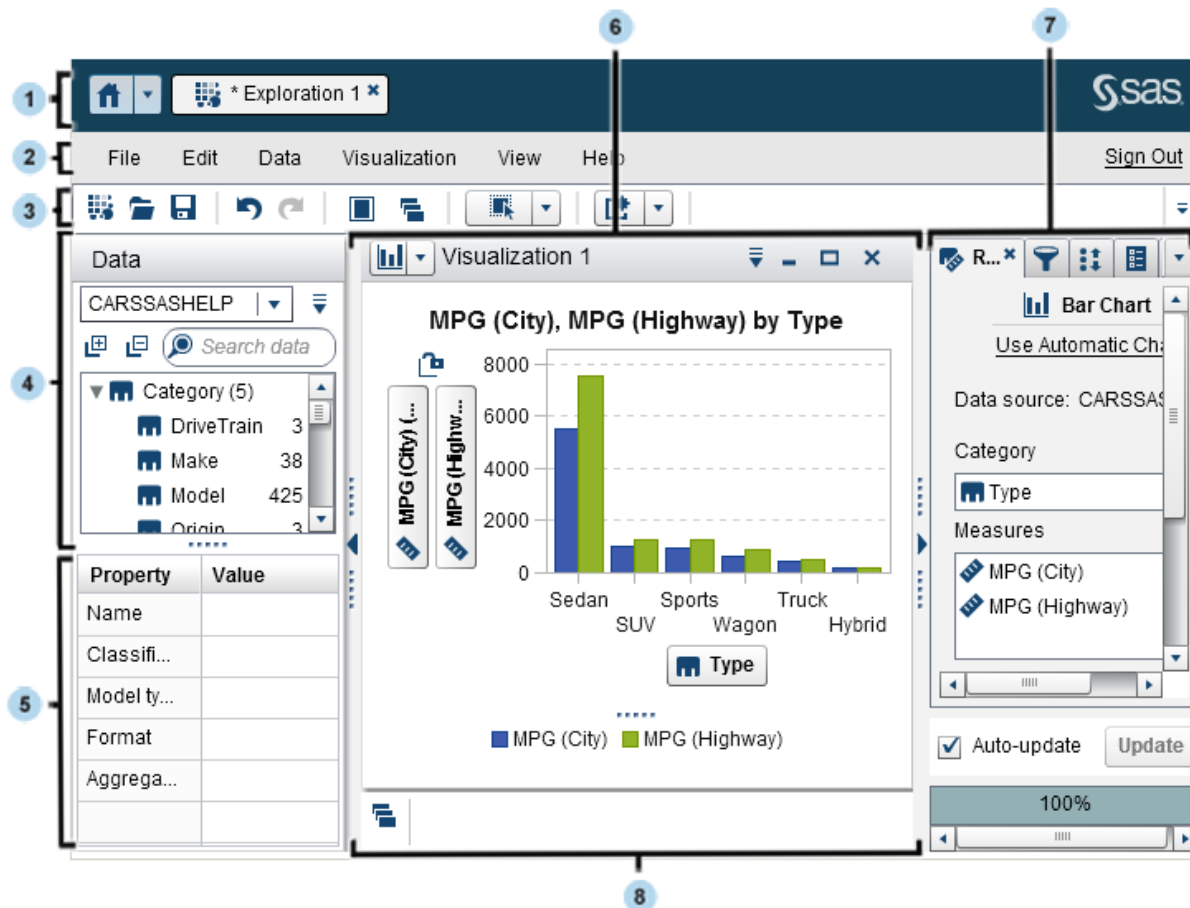 6
7
1
* Exploration 1
sas
2
File Edit Data Visualization View Help
Sign Out
3
4
Data
CARSSASHELP
Search data
Category (5)
DriveTrain 3
Make 38
Model 425
Origin 3
5
Property Value
Name
Classifi...
Model ty...
Format
Aggrega...
Visualization 1
MPG (City), MPG (Highway) by Type
MPG (City) (...
MPG (Highw...
8000
6000
4000
2000
0
Sedan
SUV
Sports
Wagon
Truck
Hybrid
Type
MPG (City) MPG (Highway)
8
R...
Bar Chart
Use Automatic Cha
Data source: CARSSAS
Category
Type
Measures
MPG (City)
MPG (Highway)
Auto-update
Update
100%